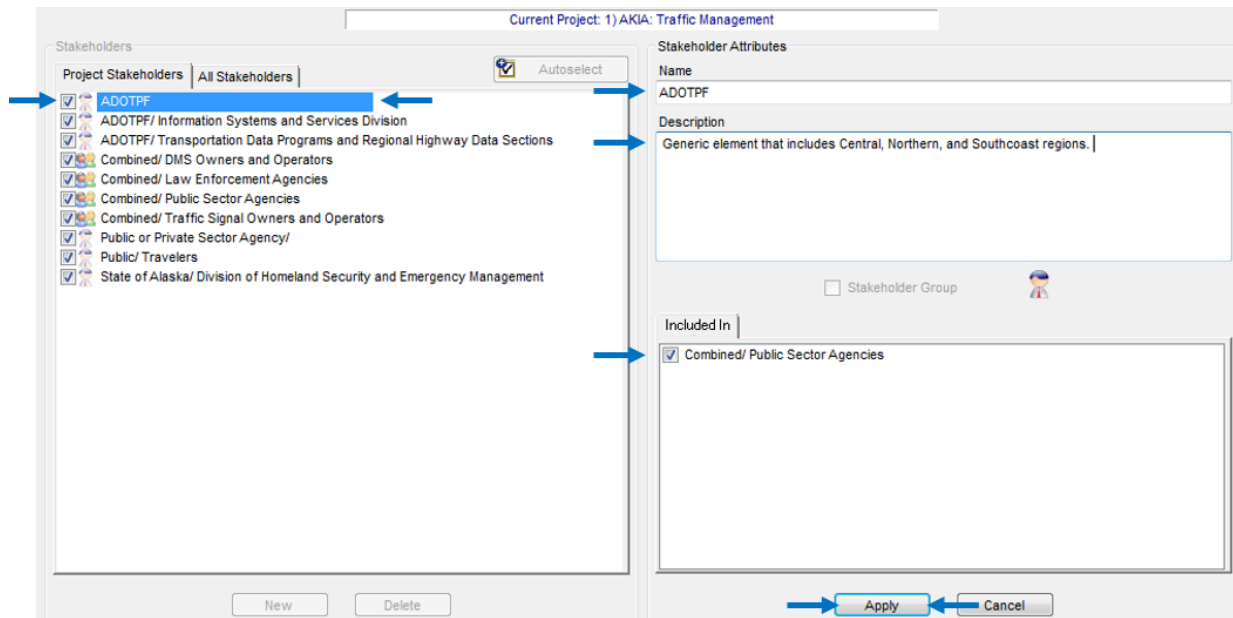 Current Project: 1) AKIA: Traffic Management
Stakeholders
Project Stakeholders
All Stakeholders
Autoselect
ADOTPF
ADOTPF/ Information Systems and Services Division
ADOTPF/ Transportation Data Programs and Regional Highway Data Sections
Combined/ DMS Owners and Operators
Combined/ Law Enforcement Agencies
Combined/ Public Sector Agencies
Combined/ Traffic Signal Owners and Operators
Public or Private Sector Agency/
Public/ Travelers
State of Alaska/ Division of Homeland Security and Emergency Management
New
Delete
Stakeholder Attributes
Name
ADOTPF
Description
Generic element that includes Central, Northern, and Southcoast regions.
Stakeholder Group
Included In
Combined/ Public Sector Agencies
Apply
Cancel